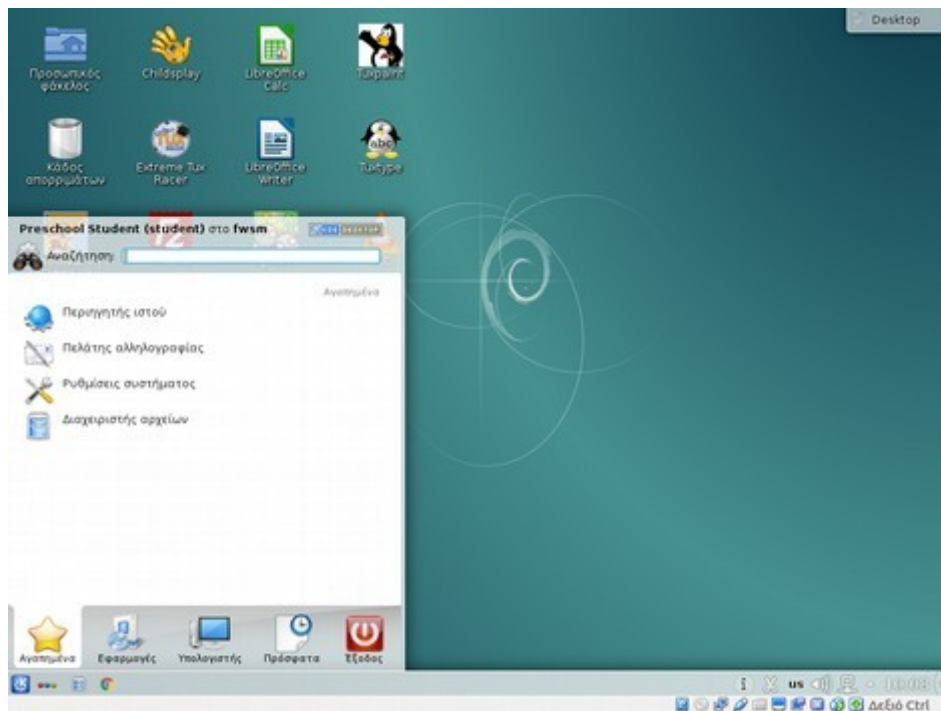 Desktop
Προσωπικός
φάκελος
Childsplay
LibreOffice
Calc
Tuxpaint
Κάδος
απορριμάτων
Extreme Tux
Racer
LibreOffice
Writer
Tuxtype
Preschool Student (student) στο fwsm
Αναζήτηση:
Αγαπημένα
Περιηγητής ιστού
Πελάτης αλληλογραφίας
Ρυθμίσεις συστήματος
Διαχειριστής αρχείων
Αγαπημένα
Εφαρμογές
Υπολογιστής
Πρόσφατα
Έξοδος
us
Δεξιό Ctrl